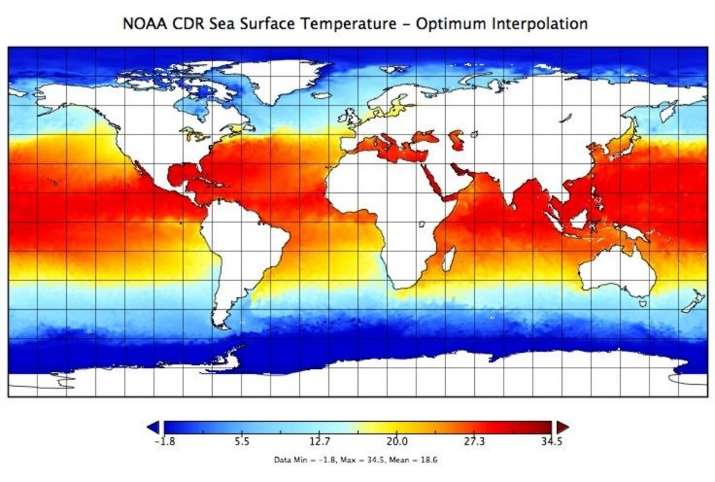 NOAA CDR Sea Surface Temperature – Optimum Interpolation
-1.8 5.5 12.7 20.0 27.3 34.5
Data Min = -1.8, Max = 34.5, Mean = 18.6